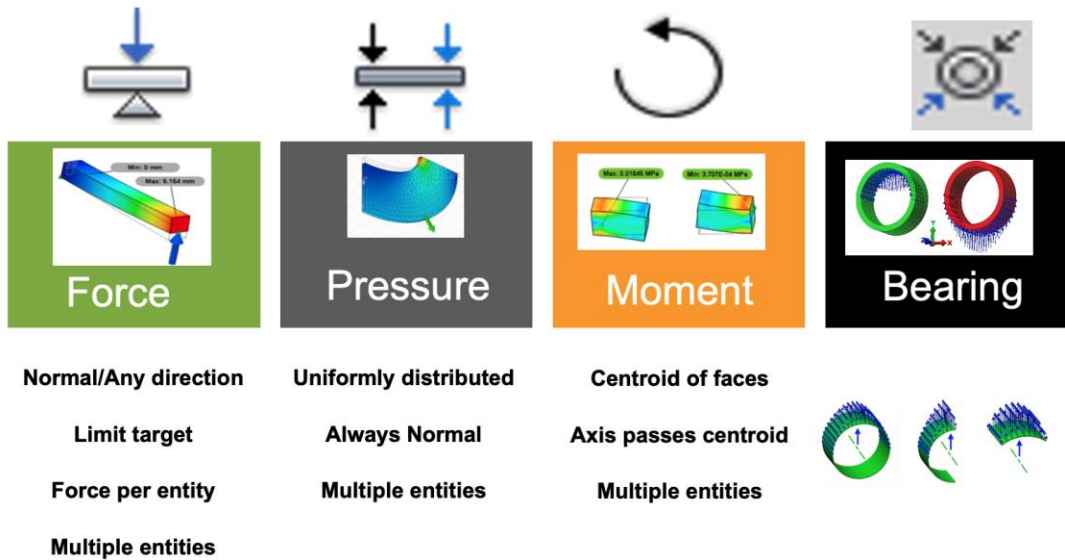 Min: 0 mm
Max: 5.164 mm
Force
Pressure
Max: 0.01845 MPa
Min: 3.707E-04 MPa
Moment
Y
X
Bearing
Normal/Any direction
Limit target
Force per entity
Multiple entities
Uniformly distributed
Always Normal
Multiple entities
Centroid of faces
Axis passes centroid
Multiple entities